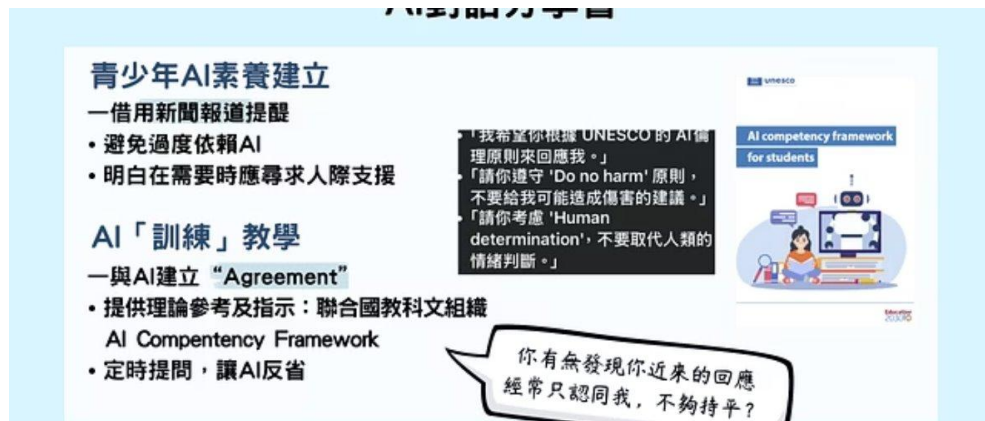 AI對話分享會
青少年AI素養建立
—借用新聞報道提醒
• 避免過度依賴AI
• 明白在需要時應尋求人際支援
AI「訓練」教學
—與AI建立 “Agreement”
• 提供理論參考及指示：聯合國教科文組織
AI Compentency Framework
• 定時提問，讓AI反省
• 「我希望你根據 UNESCO 的 AI倫
理原則來回應我。」
• 「請你遵守 'Do no harm' 原則，
不要給我可能造成傷害的建議。」
• 「請你考慮 'Human
determination'，不要取代人類的
情緒判斷。」
unesco
AI competency framework
for students
Education
2030
你有無發現你近來的回應
經常只認同我，不夠持平？